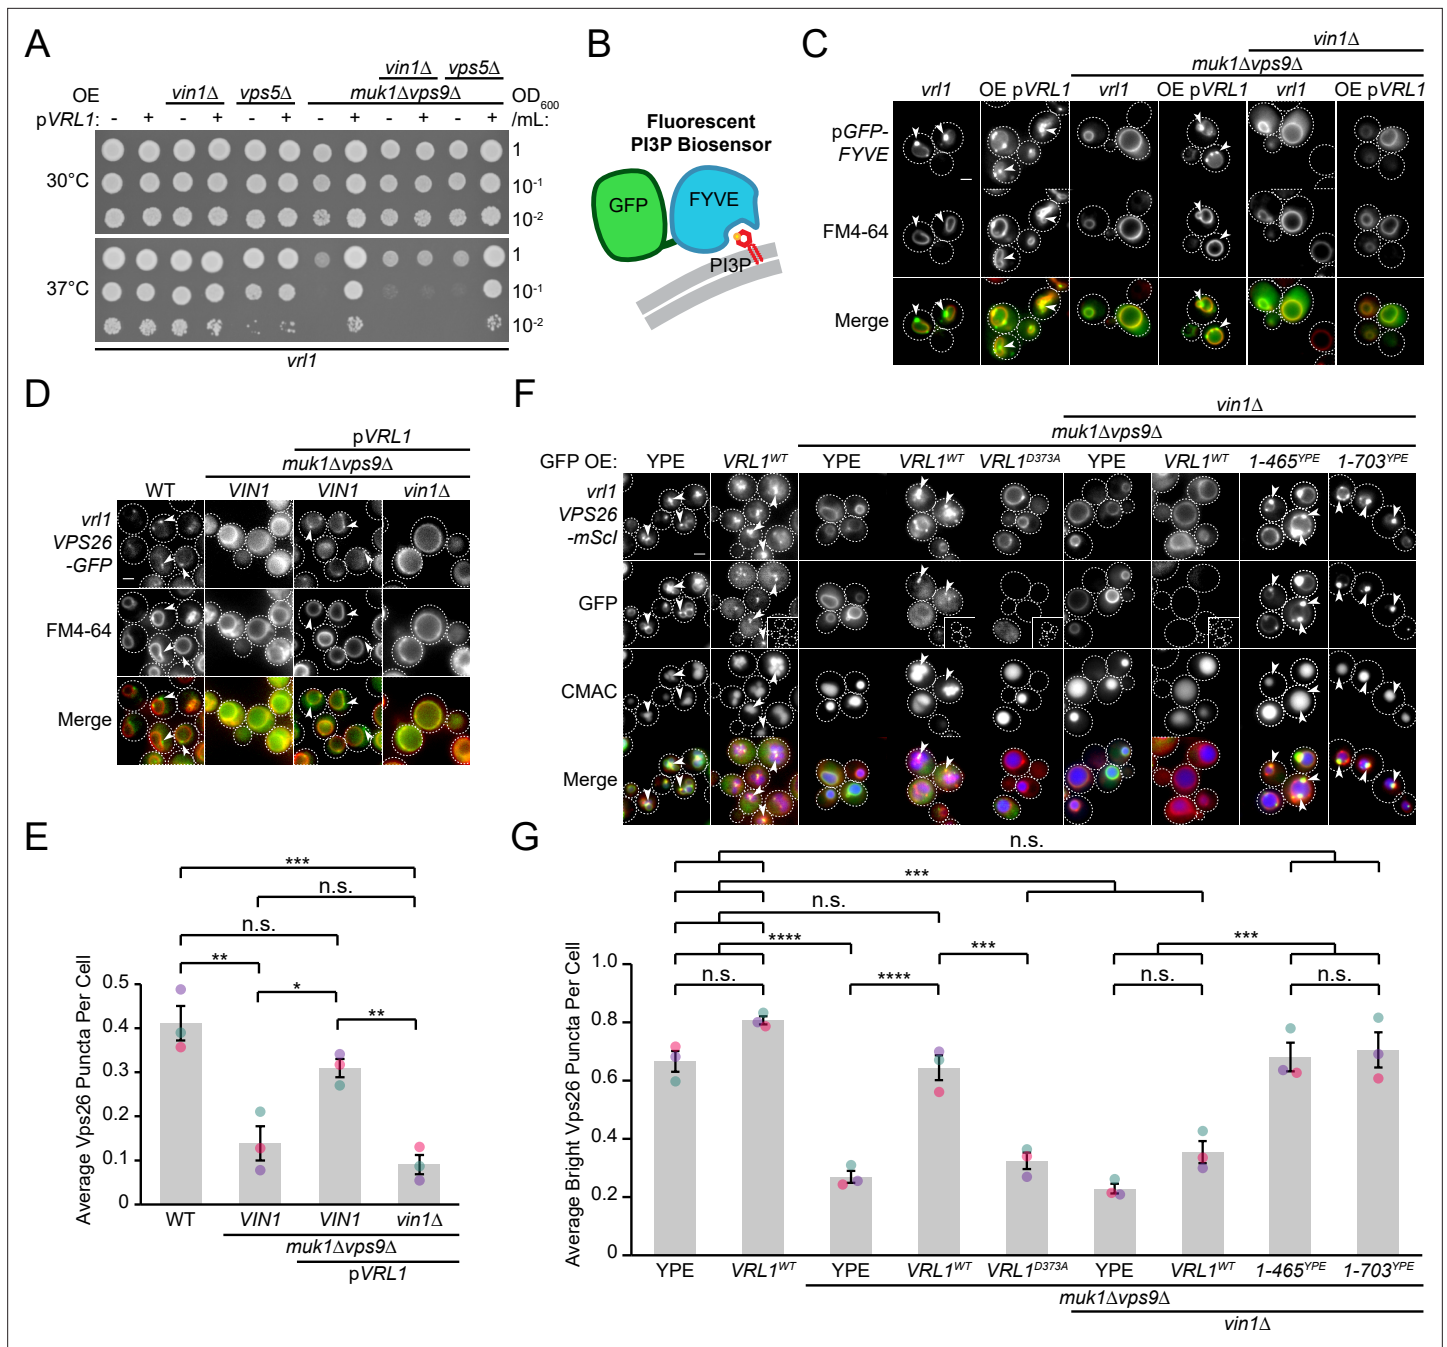 A
vin1Δ vps5Δ
OE vin1Δ vps5Δ muk1Δvps9Δ OD600
pVRL1: - + - + - + - + - + - + /mL:
30°C
1
10-1
10-2
37°C
1
10-1
10-2
vrl1
B
Fluorescent
PI3P Biosensor
GFP
FYVE
PI3P
C
vin1Δ
muk1Δvps9Δ
vrl1 OE pVRL1 vrl1 OE pVRL1 vrl1 OE pVRL1
pGFP-
FYVE
FM4-64
Merge
D
pVRL1
muk1Δvps9Δ
WT VIN1 VIN1 vin1Δ
vrl1
VPS26
-GFP
FM4-64
Merge
F
vin1Δ
muk1Δvps9Δ
GFP OE: YPE VRL1WT YPE VRL1WT VRL1D373A YPE VRL1WT 1-465YPE 1-703YPE
vrl1
VPS26
-mScI
GFP
CMAC
Merge
E
***
n.s.
n.s.
**
*
**
Average Vps26 Puncta Per Cell
0.5
0.4
0.3
0.2
0.1
0
WT VIN1 VIN1 vin1Δ
muk1Δvps9Δ
pVRL1
G
n.s.
***
n.s.
****
***
***
n.s.
****
n.s.
n.s.
Average Bright Vps26 Puncta Per Cell
1.0
0.8
0.6
0.4
0.2
0
YPE VRL1WT YPE VRL1WT VRL1D373A YPE VRL1WT 1-465YPE 1-703YPE
muk1Δvps9Δ
vin1Δ